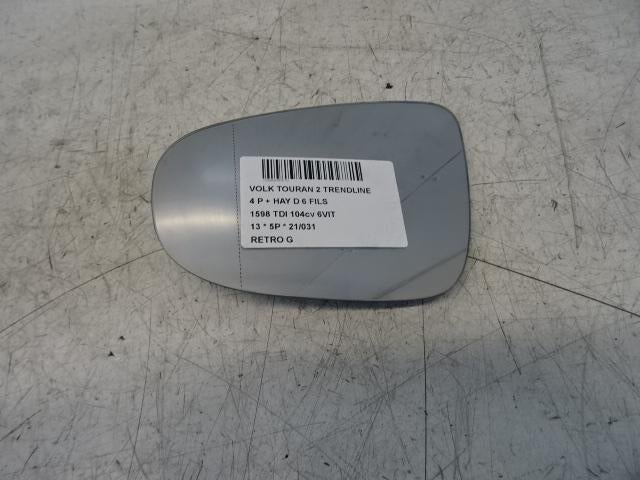 VOLK TOURAN 2 TRENDLINE
4 P + HAY D 6 FILS
1598 TDI 104cv 6VIT
13 * 5P * 21/031
RETRO G